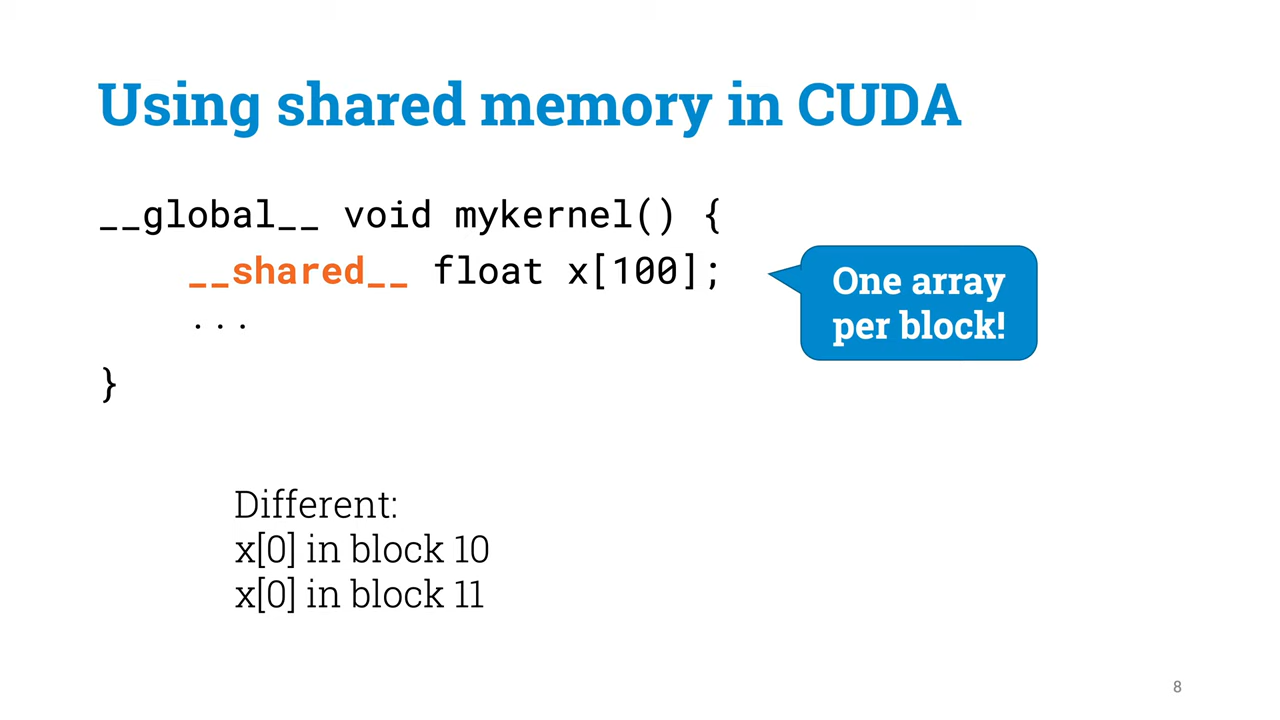 Using shared memory in CUDA
__global__ void mykernel() {
__shared__ float x[100];
...
}
One array
per block!
Different:
x[0] in block 10
x[0] in block 11
8